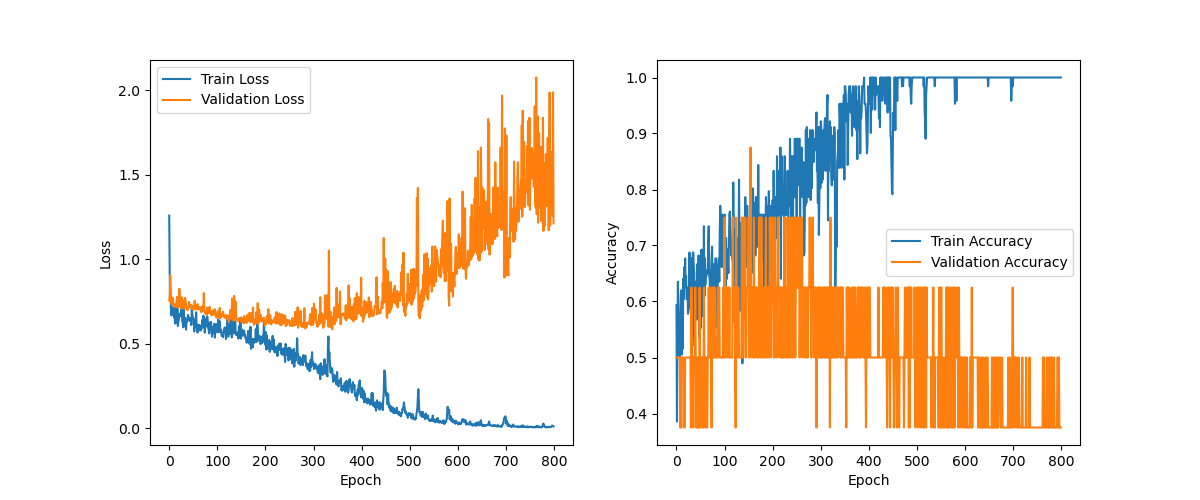 Train Loss
Validation Loss
2.0
1.5
1.0
0.5
0.0
Loss
0 100 200 300 400 500 600 700 800
Epoch
Train Accuracy
Validation Accuracy
1.0
0.9
0.8
0.7
0.6
0.5
0.4
Accuracy
0 100 200 300 400 500 600 700 800
Epoch